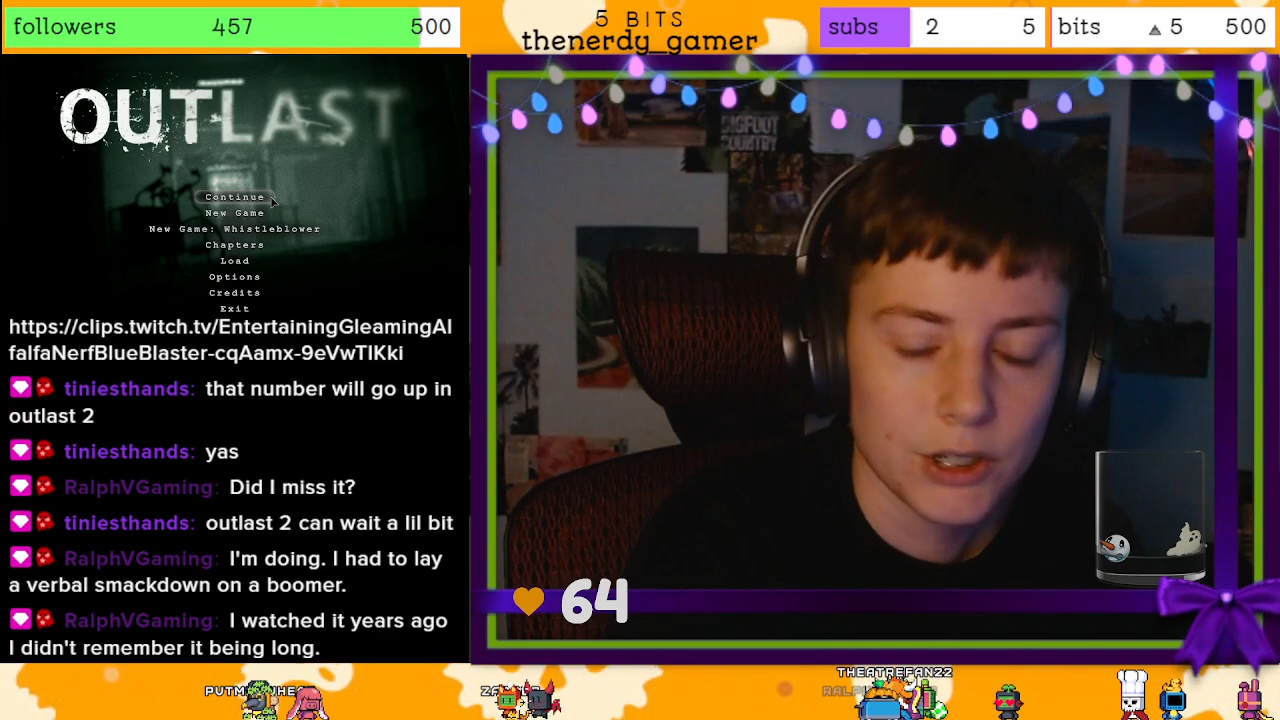 followers 457 500
5 BITS
thenerdy_gamer
subs 2 5
bits ▲ 5 500
OUTLAST
Continue
New Game
New Game: Whistleblower
Chapters
Load
Options
Credits
Exit
BIGFOOT
COUNTRY
https://clips.twitch.tv/EntertainingGleamingAl
falfaNerfBlueBlaster-cqAamx-9eVwTIKki
tiniesthands: that number will go up in
outlast 2
tiniesthands: yas
RalphVGaming: Did I miss it?
tiniesthands: outlast 2 can wait a lil bit
RalphVGaming: I'm doing. I had to lay
a verbal smackdown on a boomer.
RalphVGaming: I watched it years ago
I didn't remember it being long.
64
THEATREFAN22